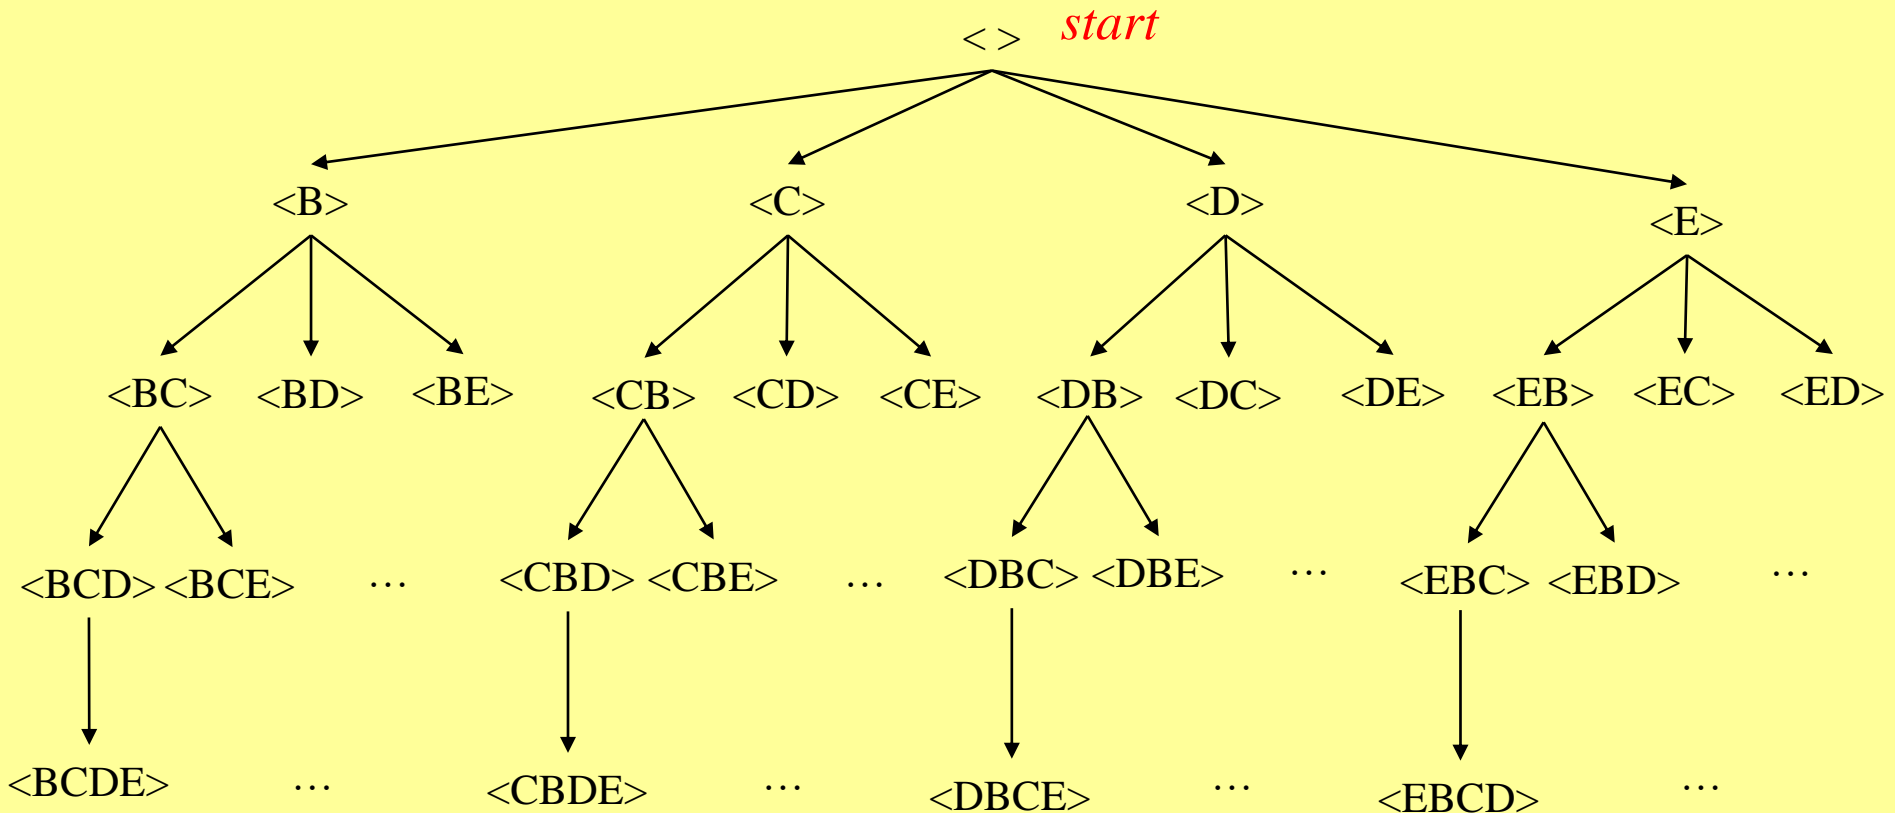 < > start
<B> <C> <D> <E>
<BC> <BD> <BE> <CB> <CD> <CE> <DB> <DC> <DE> <EB> <EC> <ED>
<BCD> <BCE> … <CBD> <CBE> … <DBC> <DBE> … <EBC> <EBD> …
<BCDE> … <CBDE> … <DBCE> … <EBCD> …